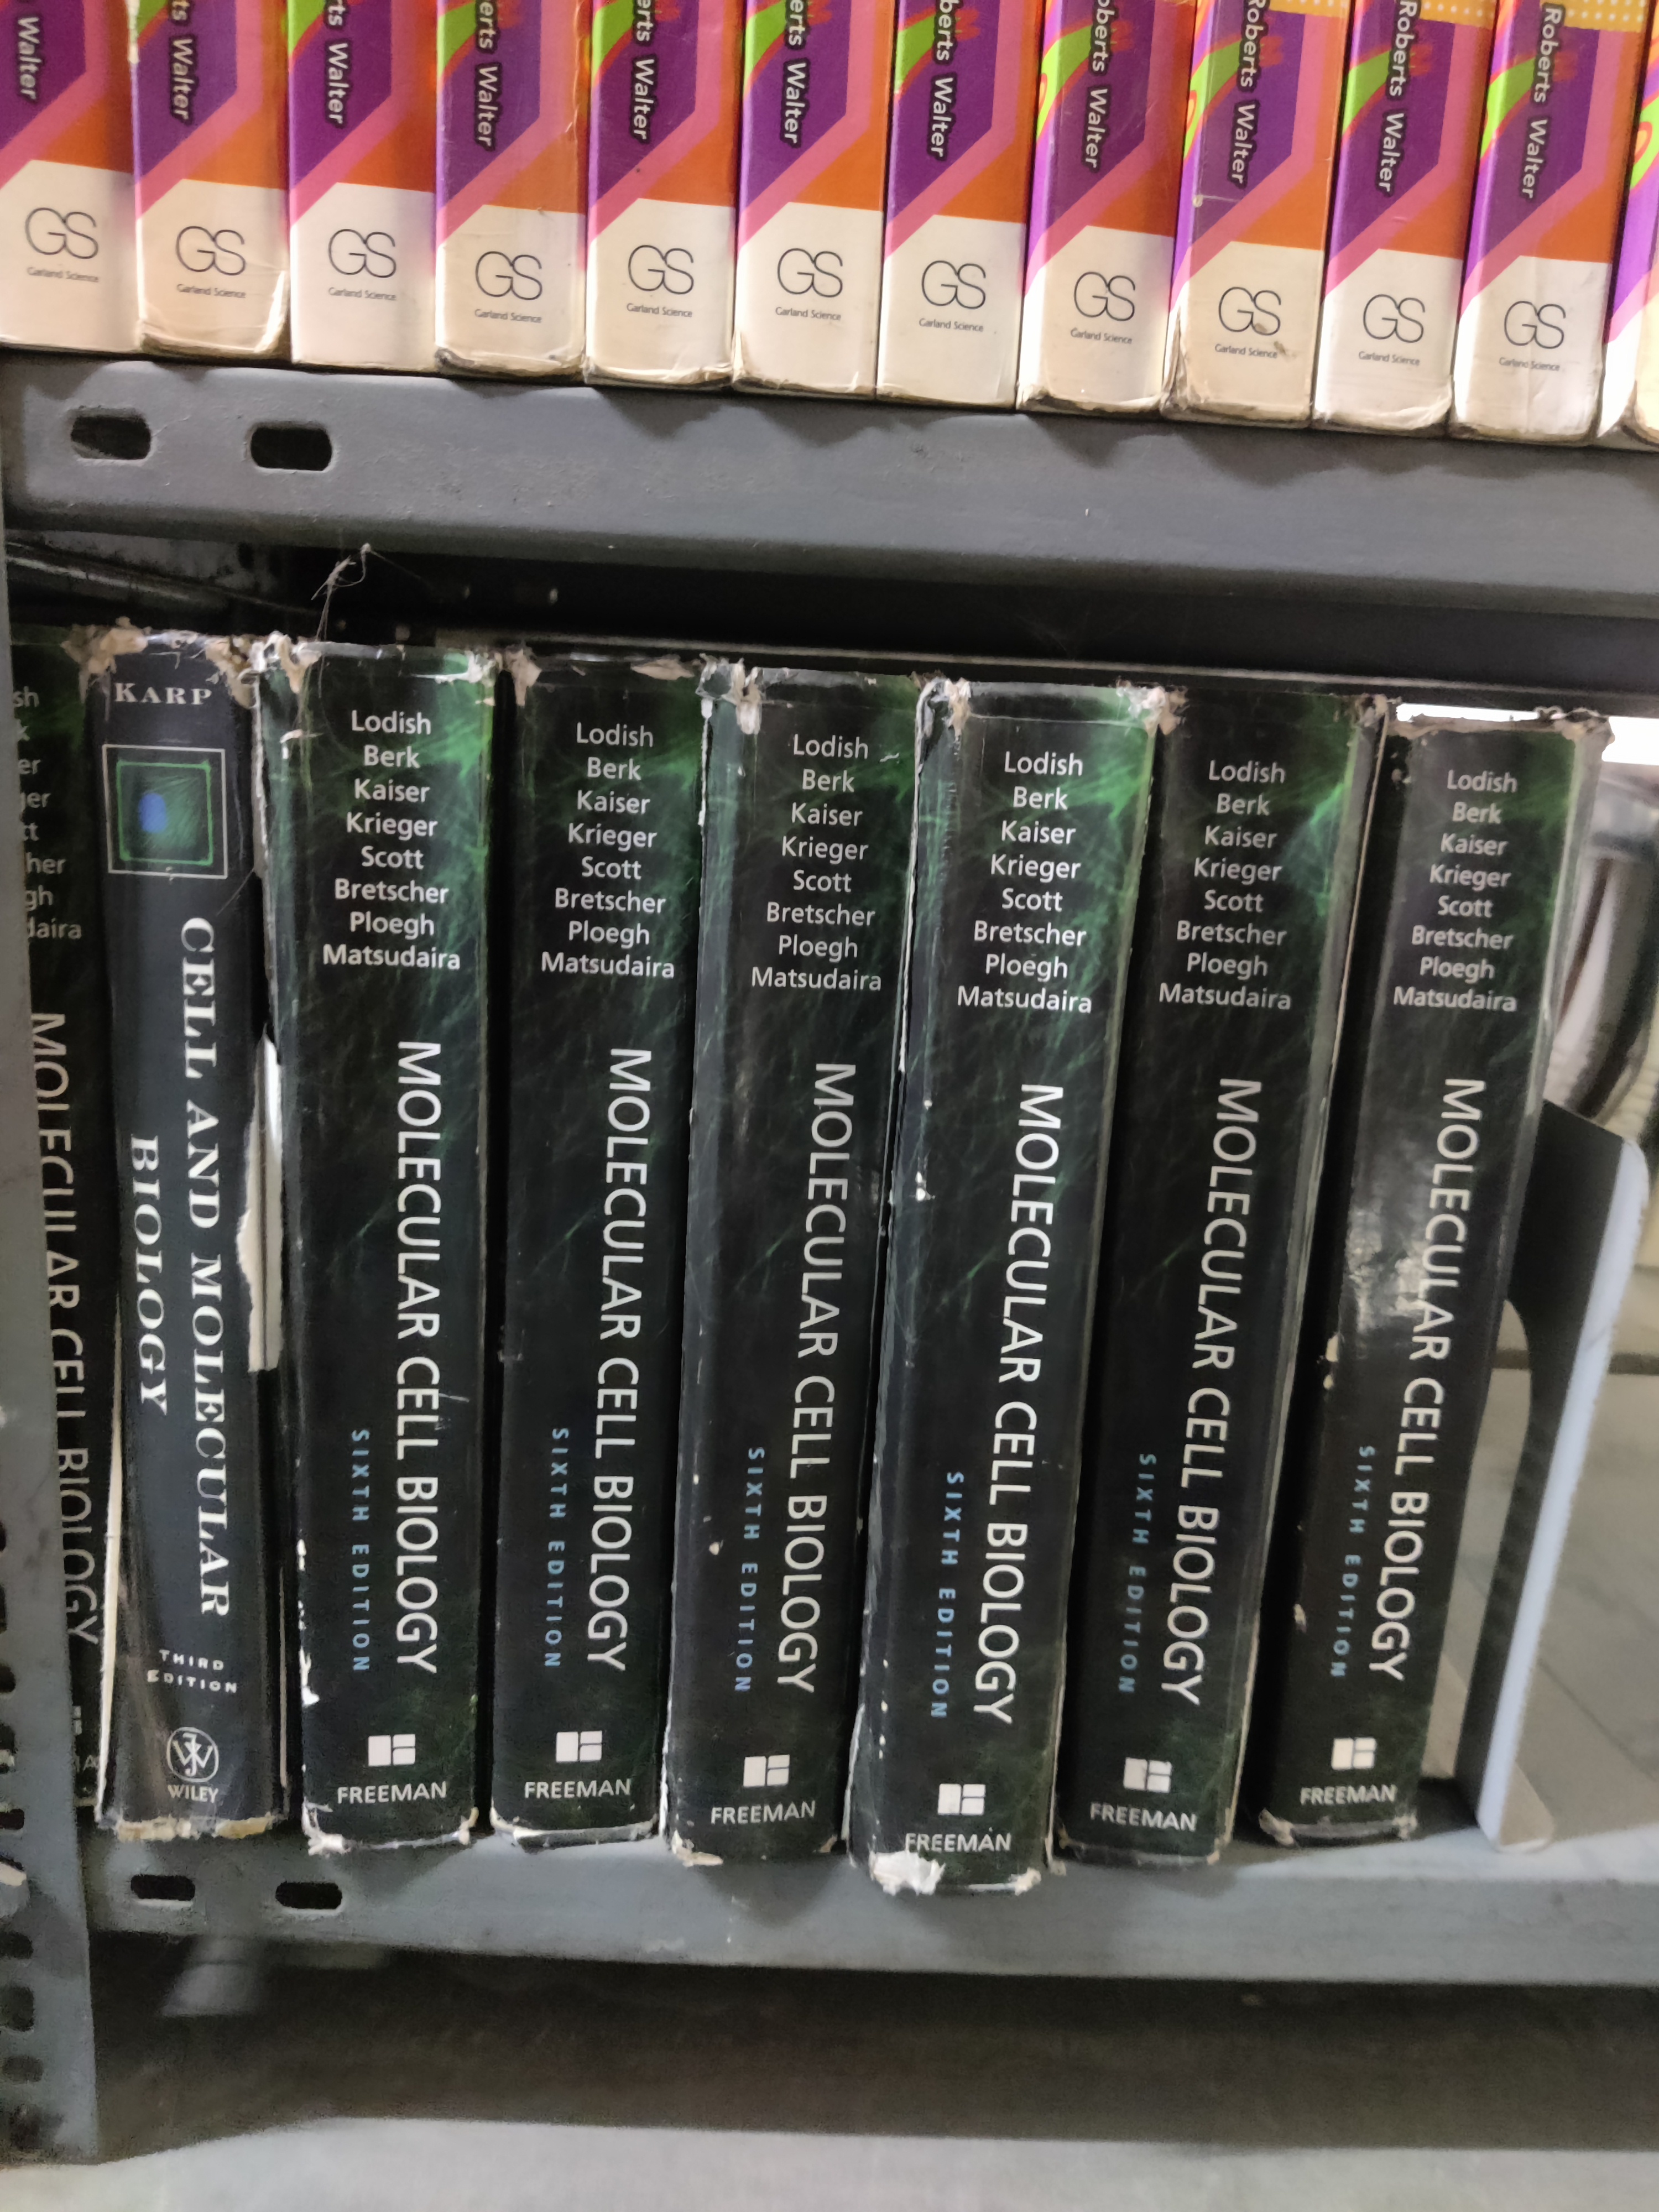 Walter
GS
Garland Science
Walter
GS
Garland Science
Walter
GS
Garland Science
Walter
GS
Garland Science
Walter
GS
Garland Science
Walter
GS
Garland Science
Walter
GS
Garland Science
Walter
GS
Garland Science
Roberts Walter
GS
Garland Science
Roberts Walter
GS
Garland Science
Roberts Walter
GS
Garland Science
MOLECULAR CELL BIOLOGY
KARP
CELL AND MOLECULAR
BIOLOGY
THIRD
EDITION
WILEY
Lodish
Berk
Kaiser
Krieger
Scott
Bretscher
Ploegh
Matsudaira
MOLECULAR CELL BIOLOGY
SIXTH EDITION
FREEMAN
Lodish
Berk
Kaiser
Krieger
Scott
Bretscher
Ploegh
Matsudaira
MOLECULAR CELL BIOLOGY
SIXTH EDITION
FREEMAN
Lodish
Berk
Kaiser
Krieger
Scott
Bretscher
Ploegh
Matsudaira
MOLECULAR CELL BIOLOGY
SIXTH EDITION
FREEMAN
Lodish
Berk
Kaiser
Krieger
Scott
Bretscher
Ploegh
Matsudaira
MOLECULAR CELL BIOLOGY
SIXTH EDITION
FREEMAN
Lodish
Berk
Kaiser
Krieger
Scott
Bretscher
Ploegh
Matsudaira
MOLECULAR CELL BIOLOGY
SIXTH EDITION
FREEMAN
Lodish
Berk
Kaiser
Krieger
Scott
Bretscher
Ploegh
Matsudaira
MOLECULAR CELL BIOLOGY
SIXTH EDITION
FREEMAN